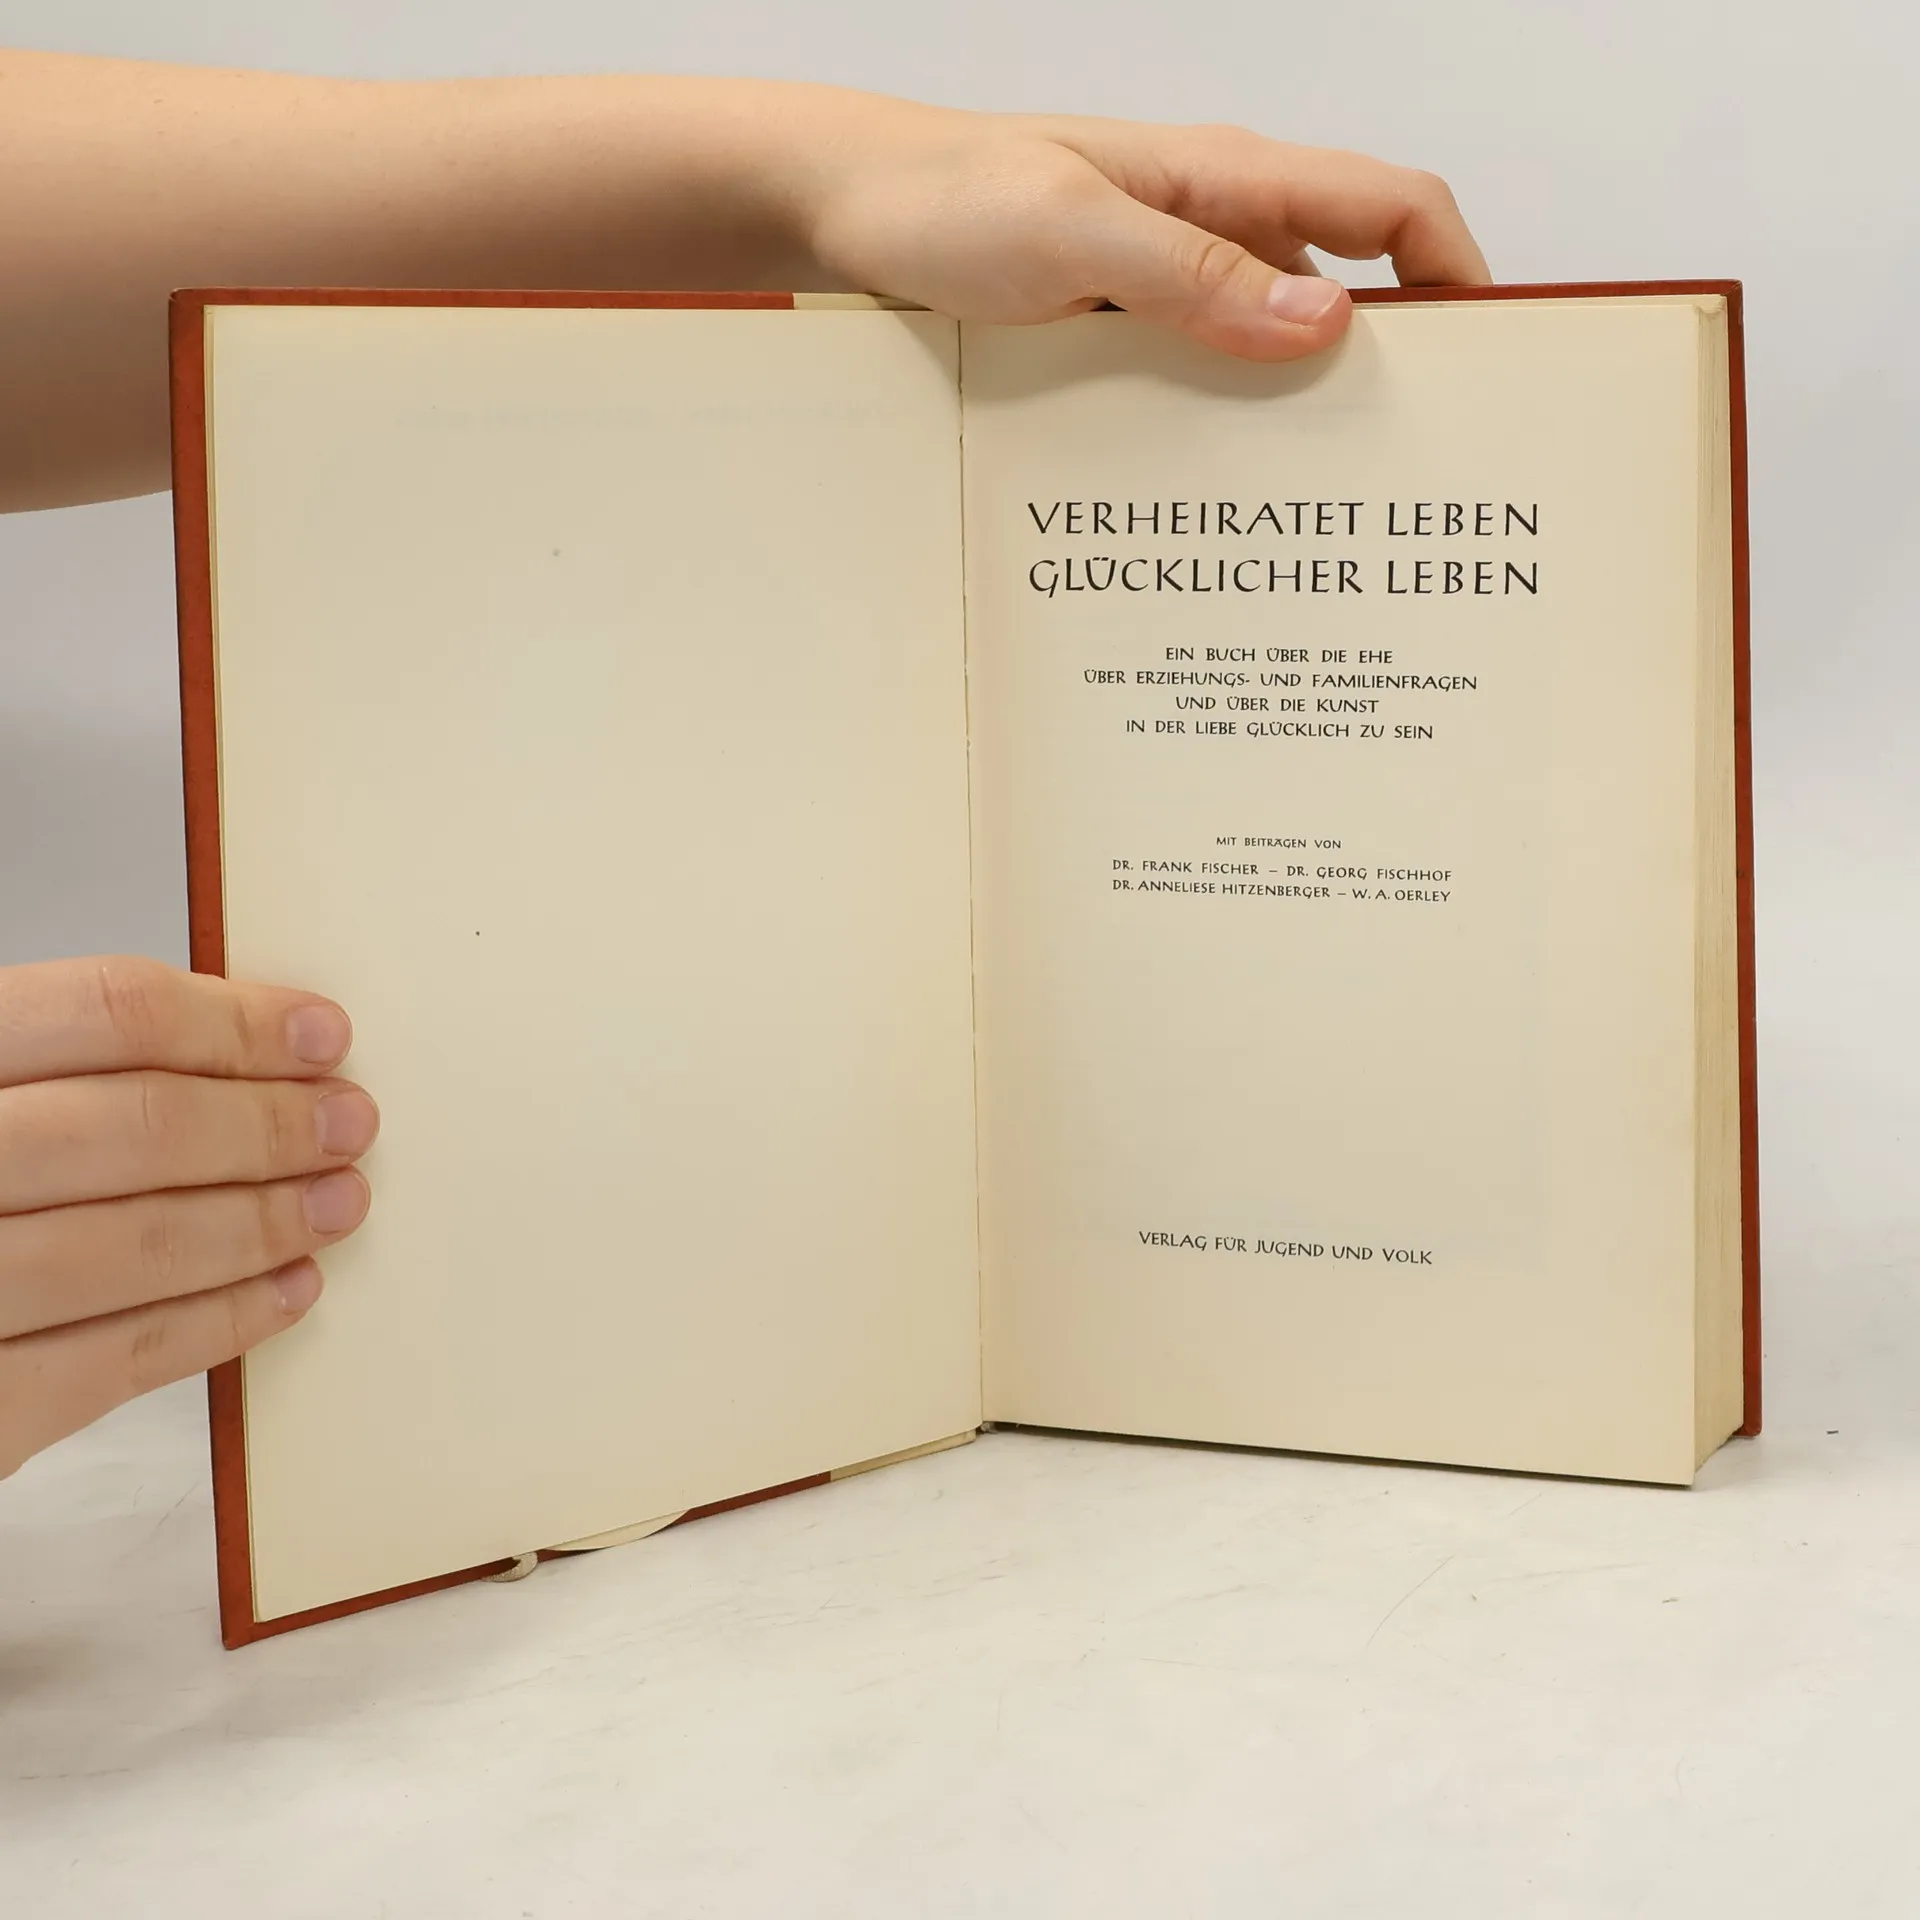 VERHEIRATET LEBEN
GLÜCKLICHER LEBEN
EIN BUCH ÜBER DIE EHE
ÜBER ERZIEHUNGS- UND FAMILIENFRAGEN
UND ÜBER DIE KUNST
IN DER LIEBE GLÜCKLICH ZU SEIN
MIT BEITRÄGEN VON
DR. FRANK FISCHER – DR. GEORG FISCHHOF
DR. ANNELIESE HITZENBERGER – W. A. OERLEY
VERLAG FÜR JUGEND UND VOLK